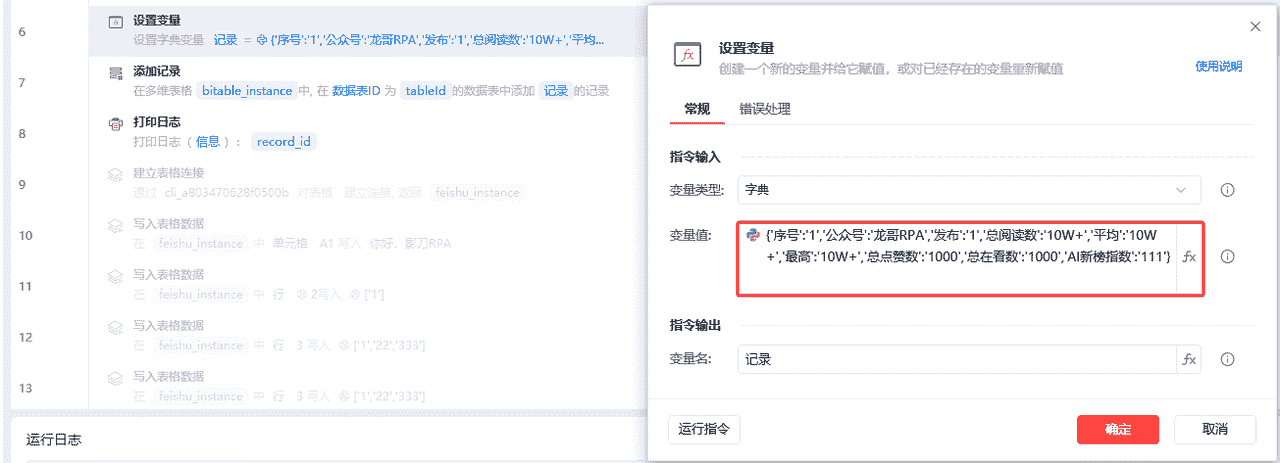 6
设置变量
设置字典变量 记录 = {'序号':'1','公众号':'龙哥RPA','发布':'1','总阅读数':'10W+','平均...
7
添加记录
在多维表格 bitable_instance 中, 在 数据表ID 为 tableId 的数据表中添加 记录 的记录
8
打印日志
打印日志（信息）： record_id
9
建立表格连接
通过 cli_a803470628f0500b 对表格 建立连接, 返回 feishu_instance
10
写入表格数据
在 feishu_instance 中 单元格 A1 写入 你好．影刀RPA
11
写入表格数据
在 feishu_instance 中 行 2写入 ['1']
12
写入表格数据
在 feishu_instance 中 行 3 写入 ['1','22','333']
13
写入表格数据
在 feishu_instance 中 行 3 写入 ['1','22','333']
运行日志
设置变量
创建一个新的变量并给它赋值，或对已经存在的变量重新赋值
使用说明
常规 错误处理
指令输入
变量类型: 字典
变量值: {'序号':'1','公众号':'龙哥RPA','发布':'1','总阅读数':'10W+','平均':'10W
+','最高':'10W+','总点赞数':'1000','总在看数':'1000','AI新榜指数':'111'} fx
指令输出
变量名: 记录 fx
运行指令 确定 取消